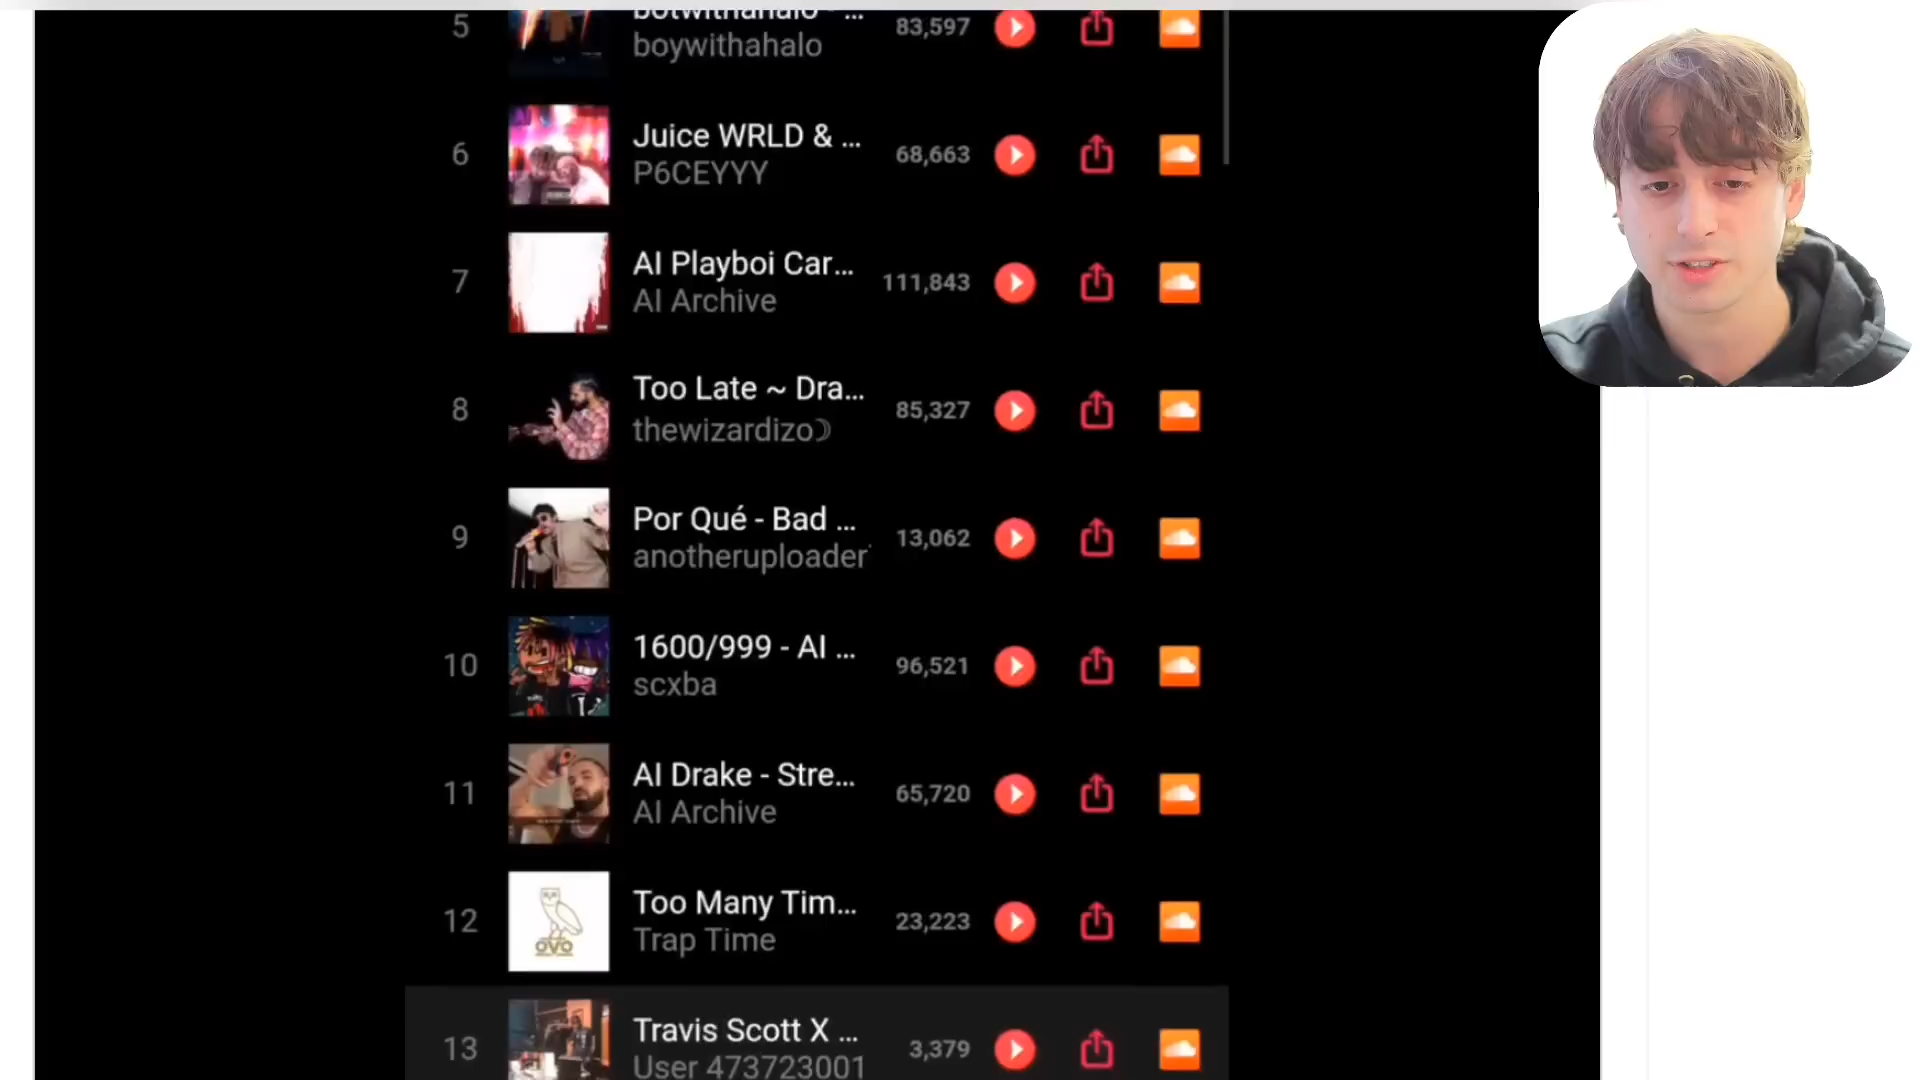 5
botwithahalo - ...
boywithahalo
83,597
6
Juice WRLD & ...
P6CEYYY
68,663
7
AI Playboi Car...
AI Archive
111,843
8
Too Late ~ Dra...
thewizardizo☽
85,327
9
Por Qué - Bad ...
anotheruploader
13,062
10
1600/999 - AI ...
scxba
96,521
11
AI Drake - Stre...
AI Archive
65,720
12
OVO
Too Many Tim...
Trap Time
23,223
13
Travis Scott X ...
User 473723001
3,379